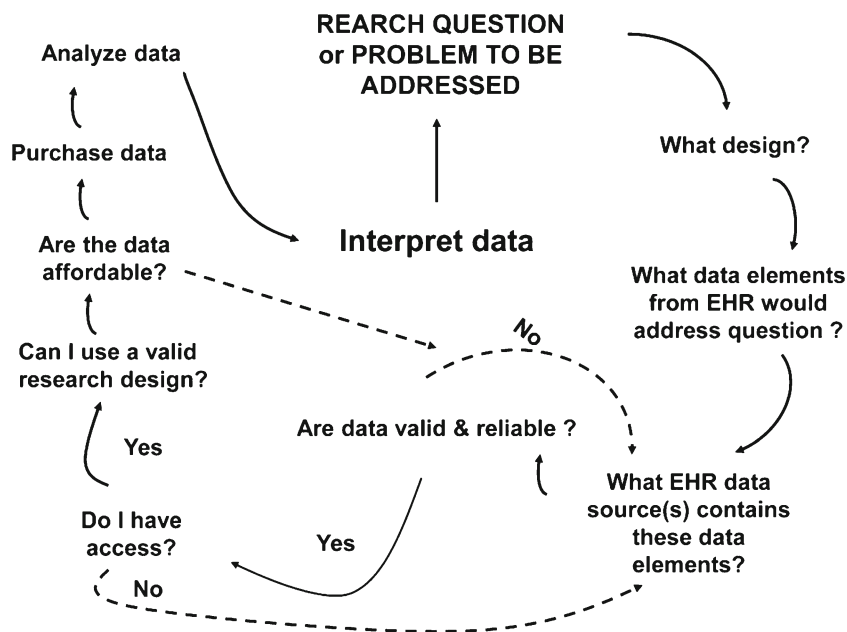 REARCH QUESTION
or PROBLEM TO BE
ADDRESSED
What design?
What data elements
from EHR would
address question ?
What EHR data
source(s) contains
these data
elements?
Are data valid & reliable ?
No
Yes
Do I have
access?
No
Yes
Can I use a valid
research design?
Are the data
affordable?
Purchase data
Analyze data
Interpret data